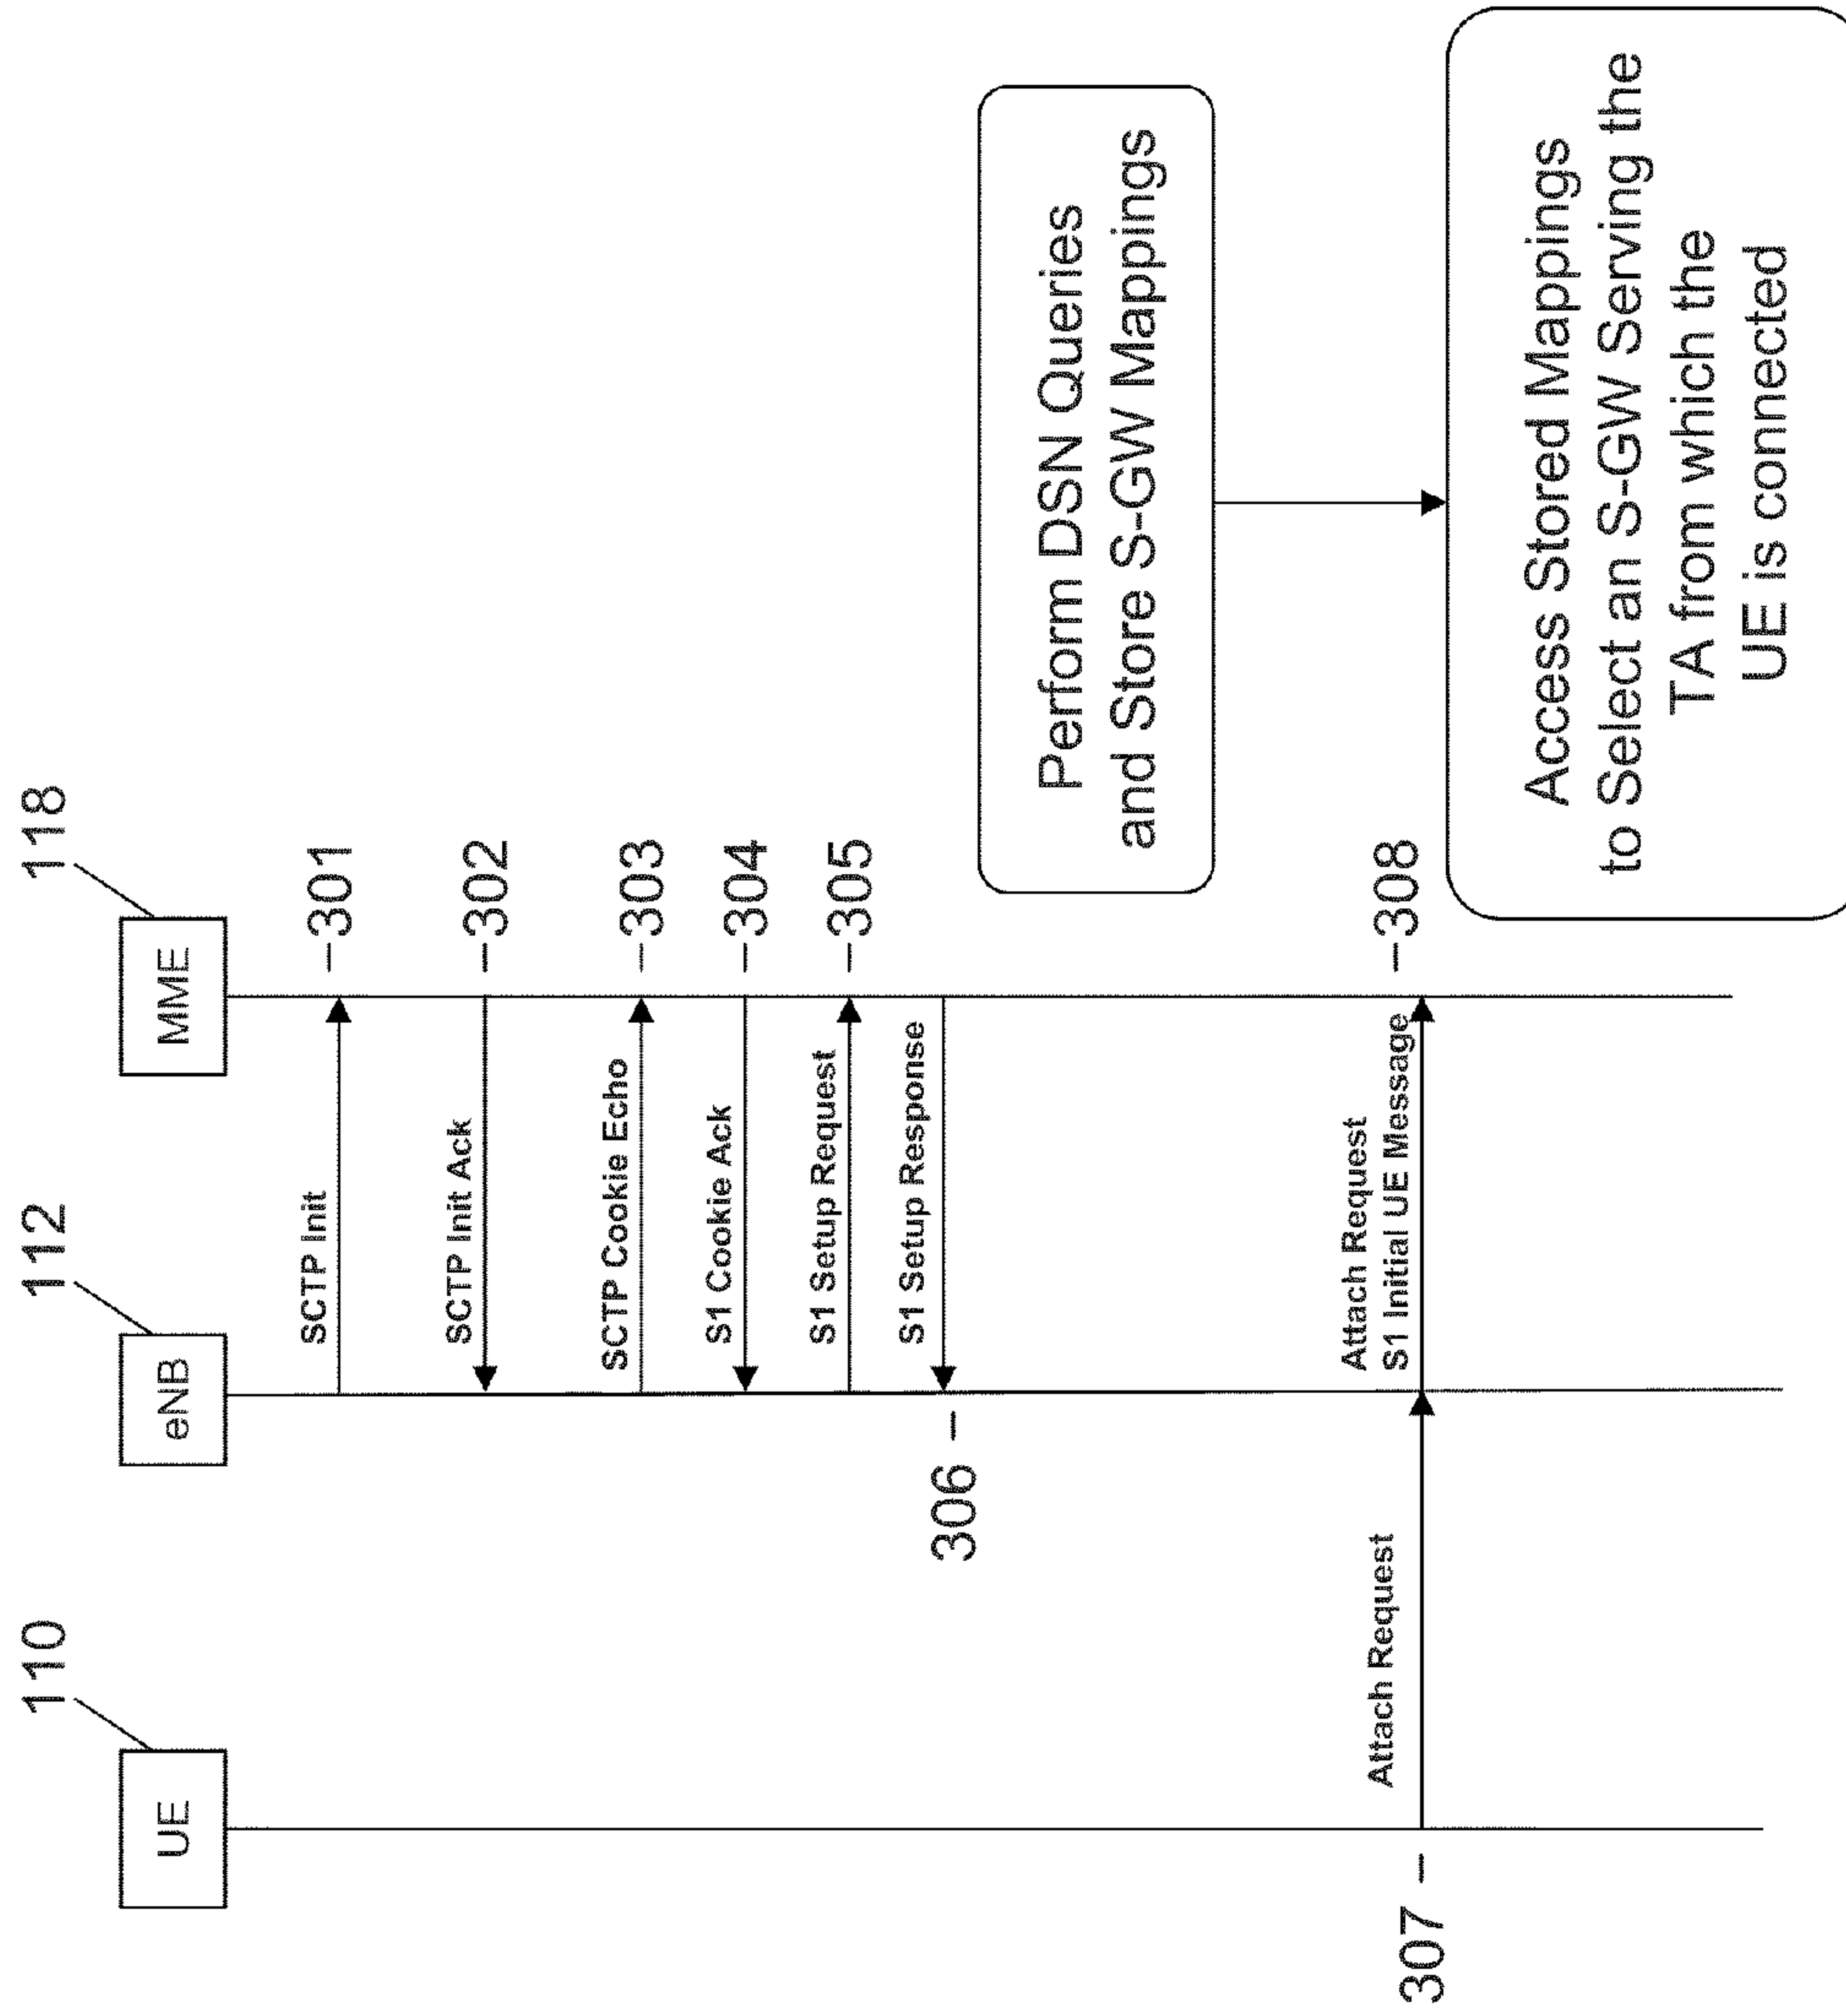 110
112
118
UE
eNB
MME
SCTP Init
301
SCTP Init Ack
302
SCTP Cookie Echo
303
S1 Cookie Ack
304
S1 Setup Request
305
S1 Setup Response
306
Perform DSN Queries
and Store S-GW Mappings
307
Attach Request
Attach Request
S1 Initial UE Message
308
Access Stored Mappings
to Select an S-GW Serving the
TA from which the
UE is connected